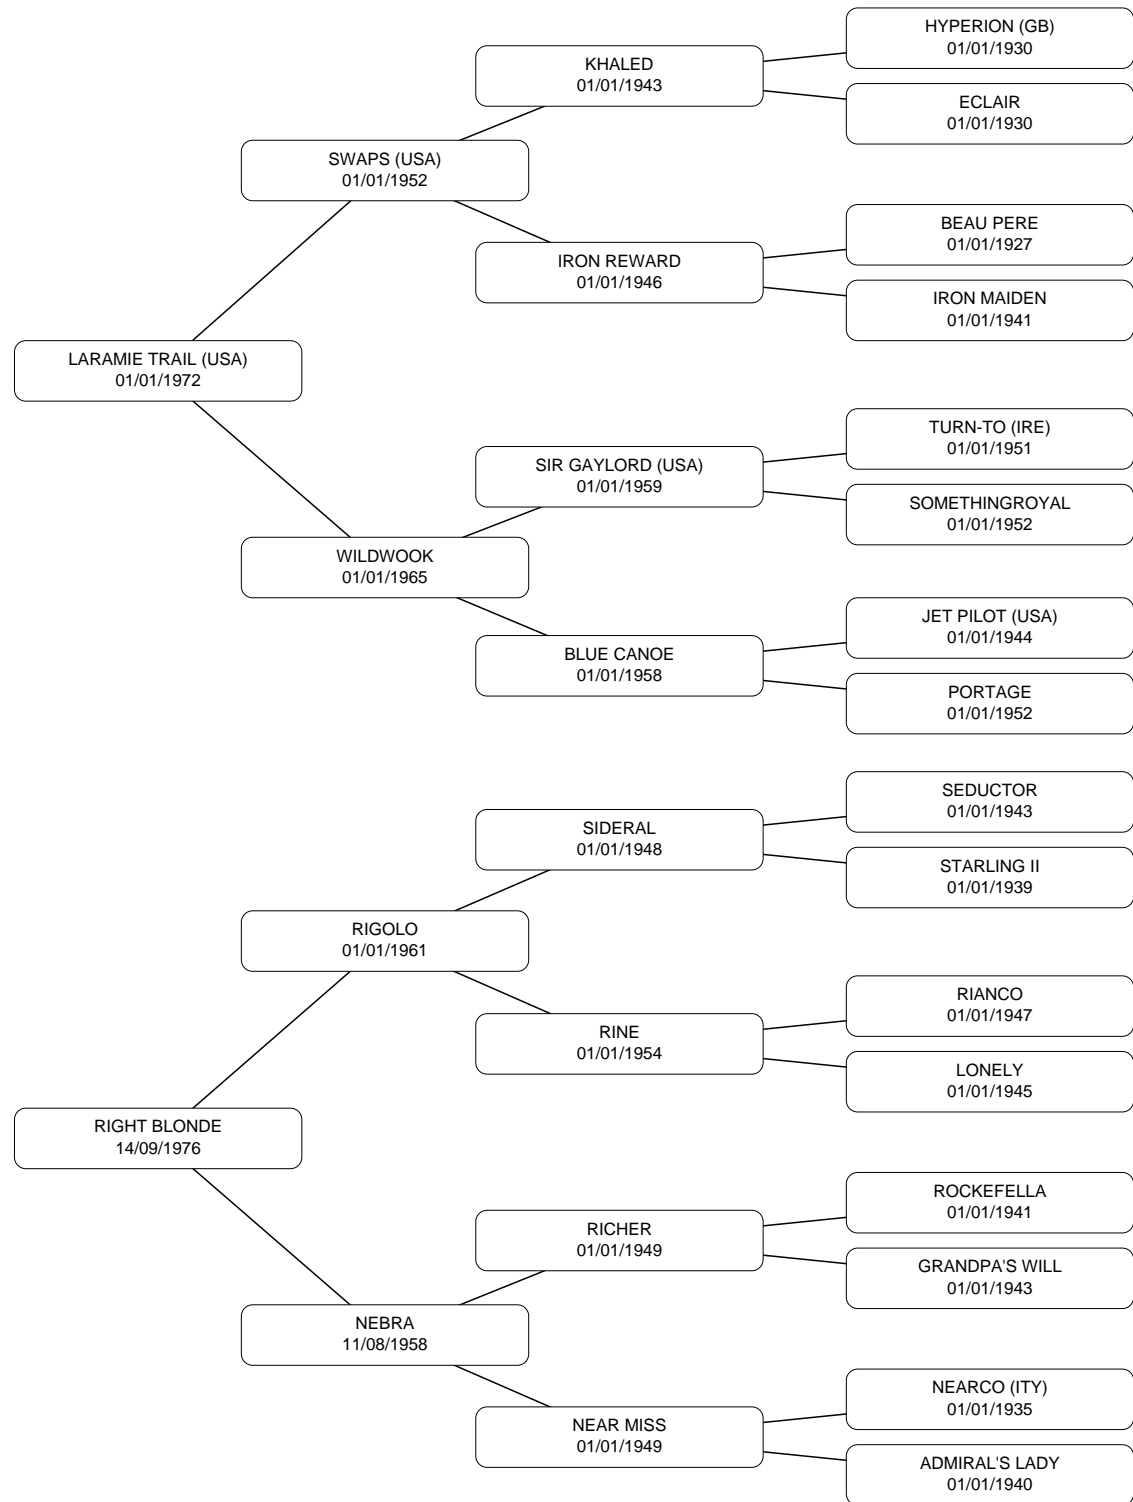 HYPERION (GB)
01/01/1930
KHALED
01/01/1943
ECLAIR
01/01/1930
SWAPS (USA)
01/01/1952
BEAU PERE
01/01/1927
IRON REWARD
01/01/1946
IRON MAIDEN
01/01/1941
LARAMIE TRAIL (USA)
01/01/1972
TURN-TO (IRE)
01/01/1951
SIR GAYLORD (USA)
01/01/1959
SOMETHINGROYAL
01/01/1952
WILDWOOK
01/01/1965
JET PILOT (USA)
01/01/1944
BLUE CANOE
01/01/1958
PORTAGE
01/01/1952
SEDUCTOR
01/01/1943
SIDERAL
01/01/1948
STARLING II
01/01/1939
RIGOLO
01/01/1961
RIANCO
01/01/1947
RINE
01/01/1954
LONELY
01/01/1945
RIGHT BLONDE
14/09/1976
ROCKEFELLA
01/01/1941
RICHER
01/01/1949
GRANDPA'S WILL
01/01/1943
NEBRA
11/08/1958
NEARCO (ITY)
01/01/1935
NEAR MISS
01/01/1949
ADMIRAL'S LADY
01/01/1940